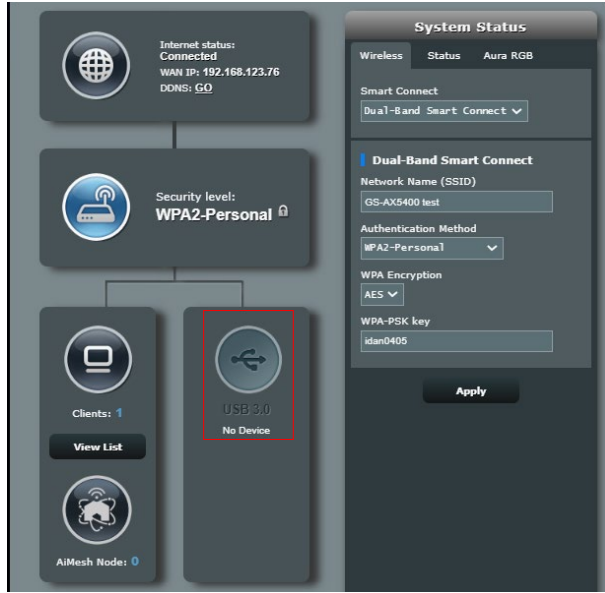 Internet status:
Connected
WAN IP: 192.168.123.76
DDNS: GO
Security level:
WPA2-Personal
Clients: 1
View List
AiMesh Node: 0
USB 3.0
No Device
System Status
Wireless Status Aura RGB
Smart Connect
Dual-Band Smart Connect
Dual-Band Smart Connect
Network Name (SSID)
GS-AX5400 test
Authentication Method
WPA2-Personal
WPA Encryption
AES
WPA-PSK key
idan0405
Apply